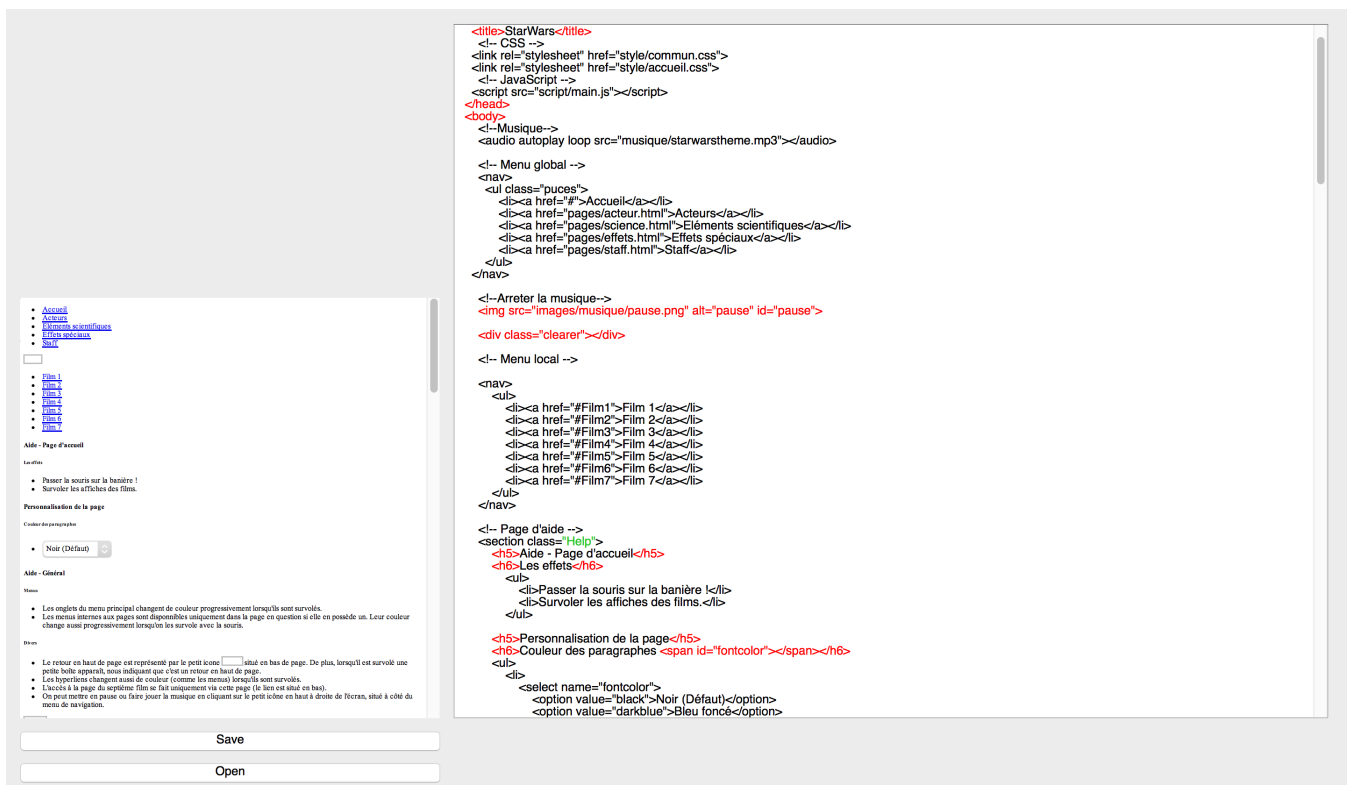 Accueil
Acteurs
Eléments scientifiques
Effets spéciaux
Staff
Film 1
Film 2
Film 3
Film 4
Film 5
Film 6
Film 7
Aide - Page d'accueil
Les effets
Passer la souris sur la banière !
Survoler les affiches des films.
Personnalisation de la page
Couleur des paragraphes
Noir (Défaut)
Aide - Général
Menus
Les onglets du menu principal changent de couleur progressivement lorsqu'ils sont survolés.
Les menus internes aux pages sont disponnibles uniquement dans la page en question si elle en possède un. Leur couleur
change aussi progressivement lorsqu'on les survole avec la souris.
Divers
Le retour en haut de page est représenté par le petit icone situé en bas de page. De plus, lorsqu'il est survolé une
petite boîte apparaît, nous indiquant que c'est un retour en haut de page.
Les hyperliens changent aussi de couleur (comme les menus) lorsqu'ils sont survolés.
L'accès à la page du septième film se fait uniquement via cette page (le lien est situé en bas).
On peut mettre en pause ou faire jouer la musique en cliquant sur le petit icône en haut à droite de l'écran, situé à côté du
menu de navigation.
Save
Open
<title>StarWars</title>
<!-- CSS -->
<link rel="stylesheet" href="style/commun.css">
<link rel="stylesheet" href="style/accueil.css">
<!-- JavaScript -->
<script src="script/main.js"></script>
</head>
<body>
<!--Musique-->
<audio autoplay loop src="musique/starwarstheme.mp3"></audio>
<!-- Menu global -->
<nav>
<ul class="puces">
<li><a href="#">Accueil</a></li>
<li><a href="pages/acteur.html">Acteurs</a></li>
<li><a href="pages/science.html">Eléments scientifiques</a></li>
<li><a href="pages/effets.html">Effets spéciaux</a></li>
<li><a href="pages/staff.html">Staff</a></li>
</ul>
</nav>
<!--Arreter la musique-->
<img src="images/musique/pause.png" alt="pause" id="pause">
<div class="clearer"></div>
<!-- Menu local -->
<nav>
<ul>
<li><a href="#Film1">Film 1</a></li>
<li><a href="#Film2">Film 2</a></li>
<li><a href="#Film3">Film 3</a></li>
<li><a href="#Film4">Film 4</a></li>
<li><a href="#Film5">Film 5</a></li>
<li><a href="#Film6">Film 6</a></li>
<li><a href="#Film7">Film 7</a></li>
</ul>
</nav>
<!-- Page d'aide -->
<section class="Help">
<h5>Aide - Page d'accueil</h5>
<h6>Les effets</h6>
<ul>
<li>Passer la souris sur la banière !</li>
<li>Survoler les affiches des films.</li>
</ul>
<h5>Personnalisation de la page</h5>
<h6>Couleur des paragraphes <span id="fontcolor"></span></h6>
<ul>
<li>
<select name="fontcolor">
<option value="black">Noir (Défaut)</option>
<option value="darkblue">Bleu foncé</option>